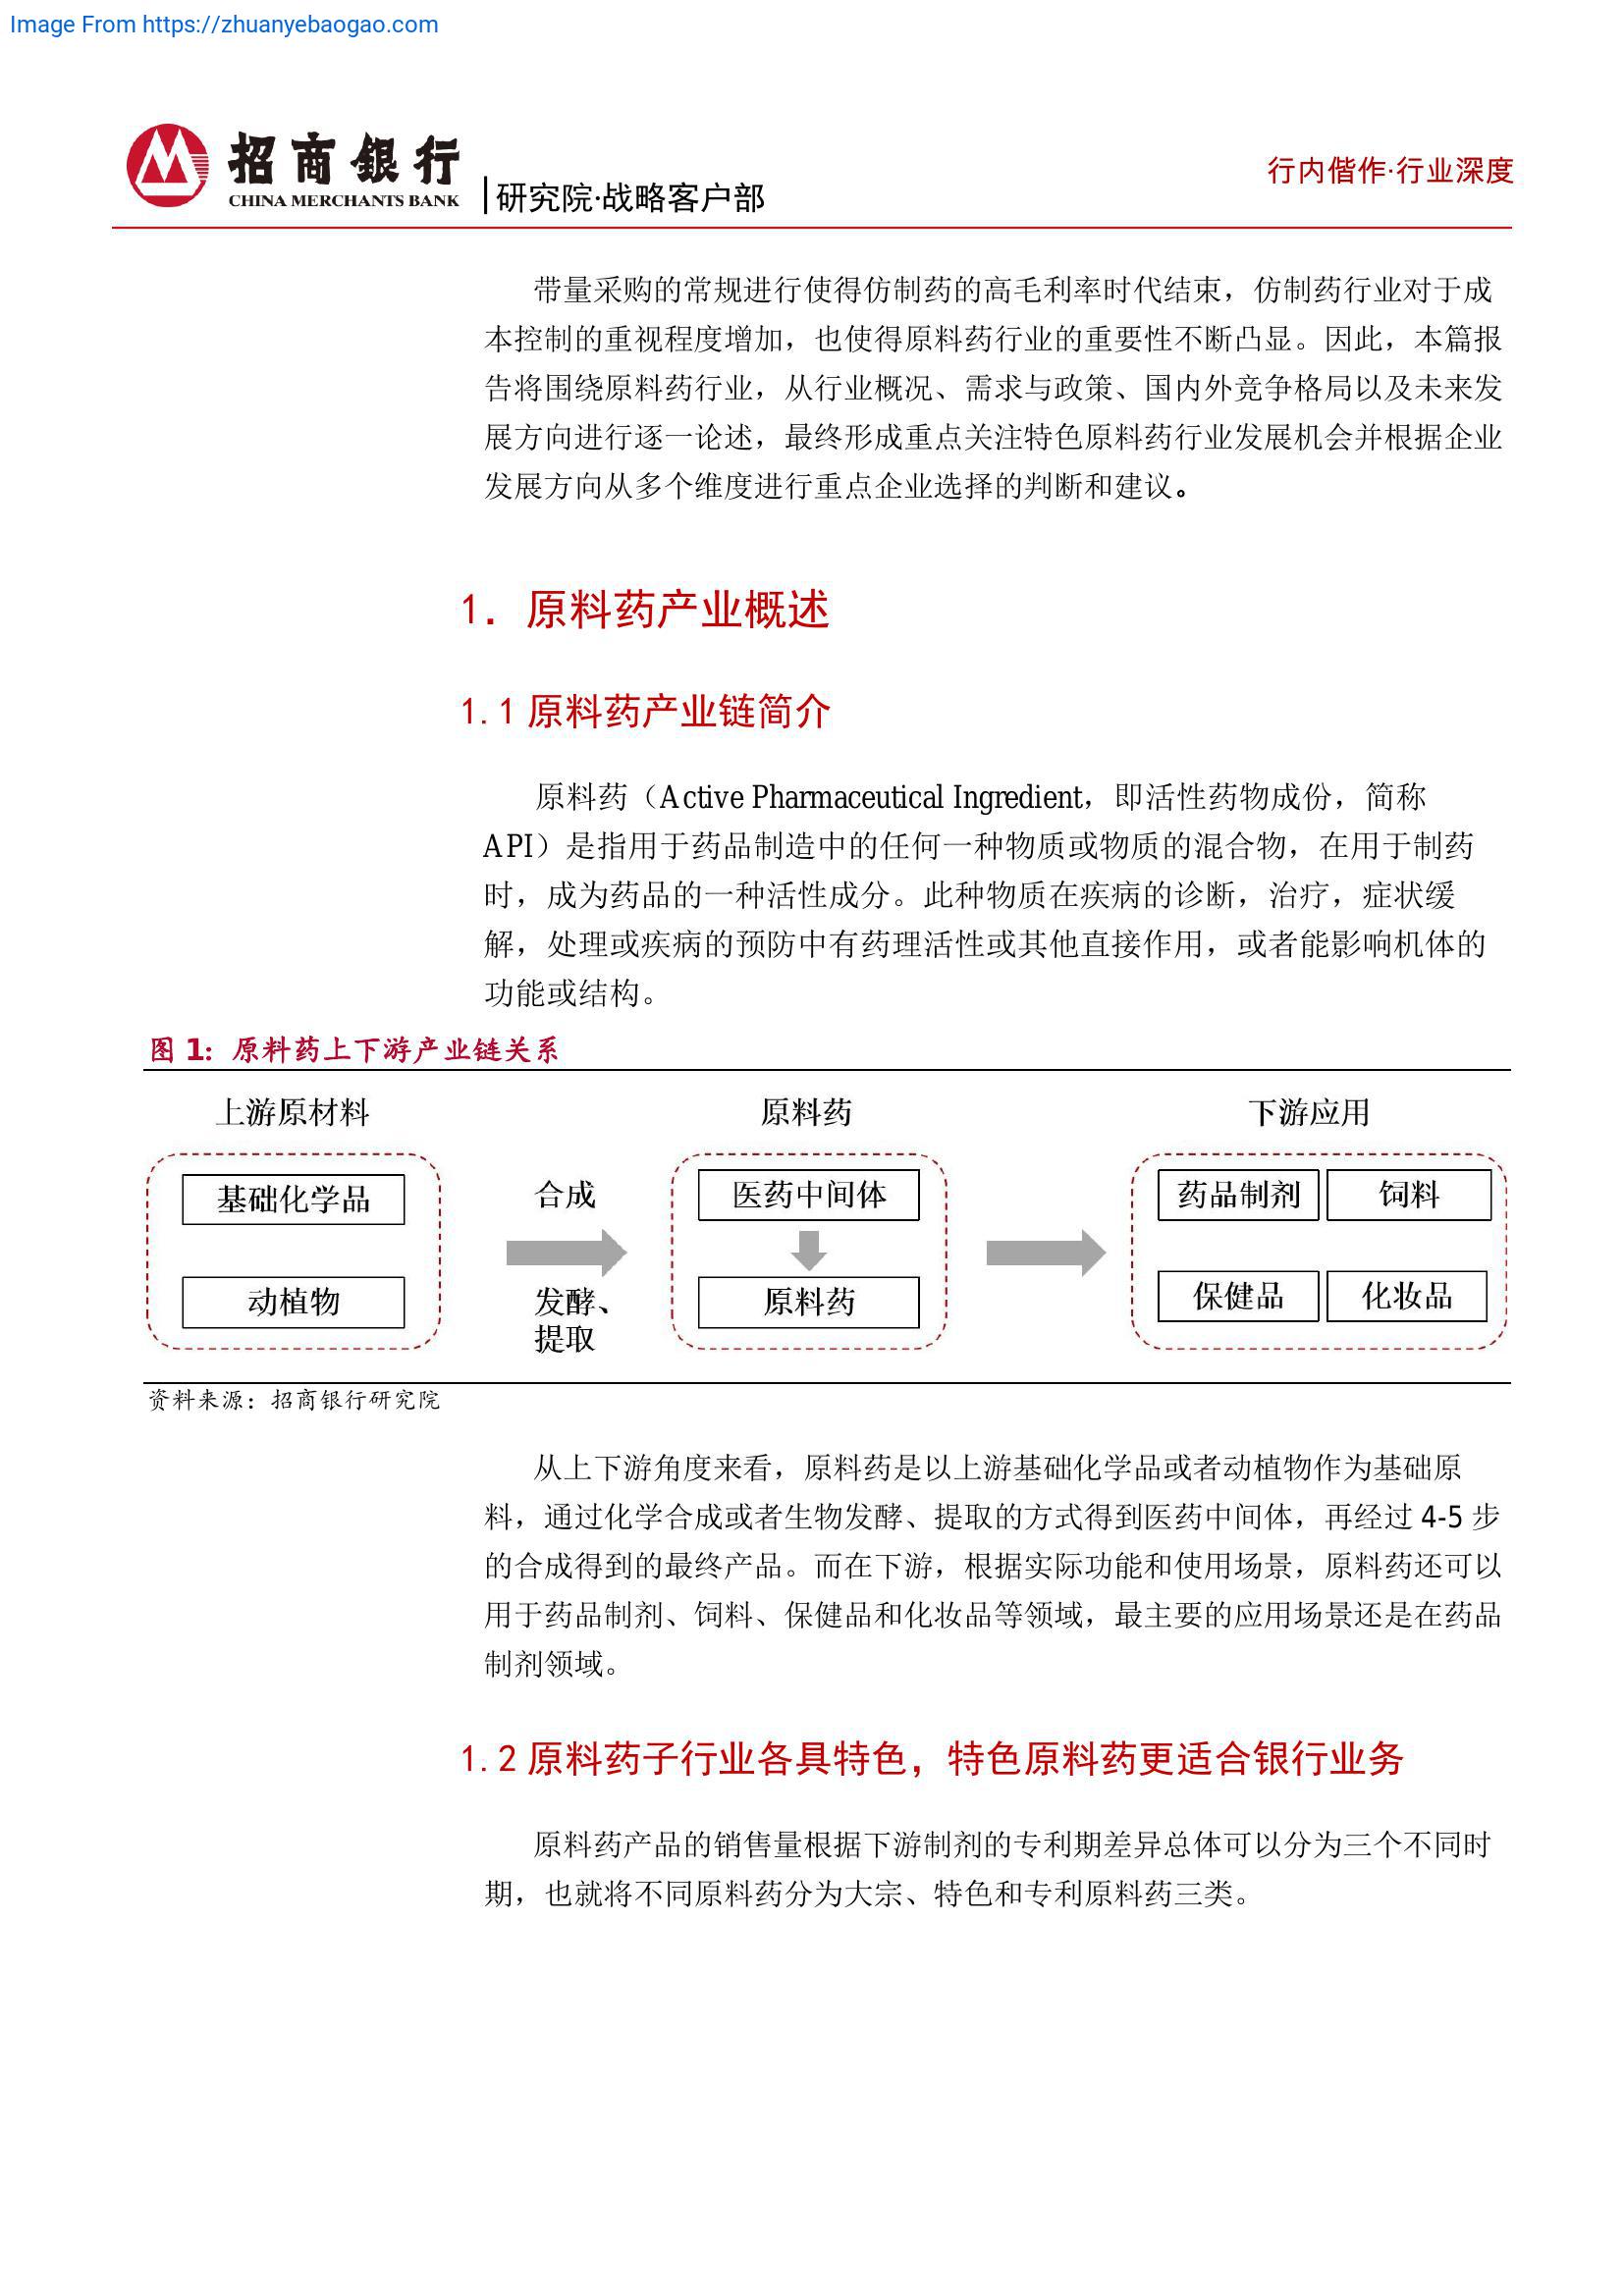 Image From https://zhuanyebaogao.com
招商银行
CHINA MERCHANTS BANK
研究院·战略客户部
行内偕作·行业深度
带量采购的常规进行使得仿制药的高毛利率时代结束，仿制药行业对于成
本控制的重视程度增加，也使得原料药行业的重要性不断凸显。因此，本篇报
告将围绕原料药行业，从行业概况、需求与政策、国内外竞争格局以及未来发
展方向进行逐一论述，最终形成重点关注特色原料药行业发展机会并根据企业
发展方向从多个维度进行重点企业选择的判断和建议。
1. 原料药产业概述
1.1 原料药产业链简介
原料药（Active Pharmaceutical Ingredient，即活性药物成份，简称
API）是指用于药品制造中的任何一种物质或物质的混合物，在用于制药
时，成为药品的一种活性成分。此种物质在疾病的诊断，治疗，症状缓
解，处理或疾病的预防中有药理活性或其他直接作用，或者能影响机体的
功能或结构。
图 1：原料药上下游产业链关系
上游原材料
基础化学品
动植物
合成
发酵、
提取
原料药
医药中间体
原料药
下游应用
药品制剂
饲料
保健品
化妆品
资料来源：招商银行研究院
从上下游角度来看，原料药是以上游基础化学品或者动植物作为基础原
料，通过化学合成或者生物发酵、提取的方式得到医药中间体，再经过 4-5 步
的合成得到的最终产品。而在下游，根据实际功能和使用场景，原料药还可以
用于药品制剂、饲料、保健品和化妆品等领域，最主要的应用场景还是在药品
制剂领域。
1.2 原料药子行业各具特色，特色原料药更适合银行业务
原料药产品的销售量根据下游制剂的专利期差异总体可以分为三个不同时
期，也就将不同原料药分为大宗、特色和专利原料药三类。